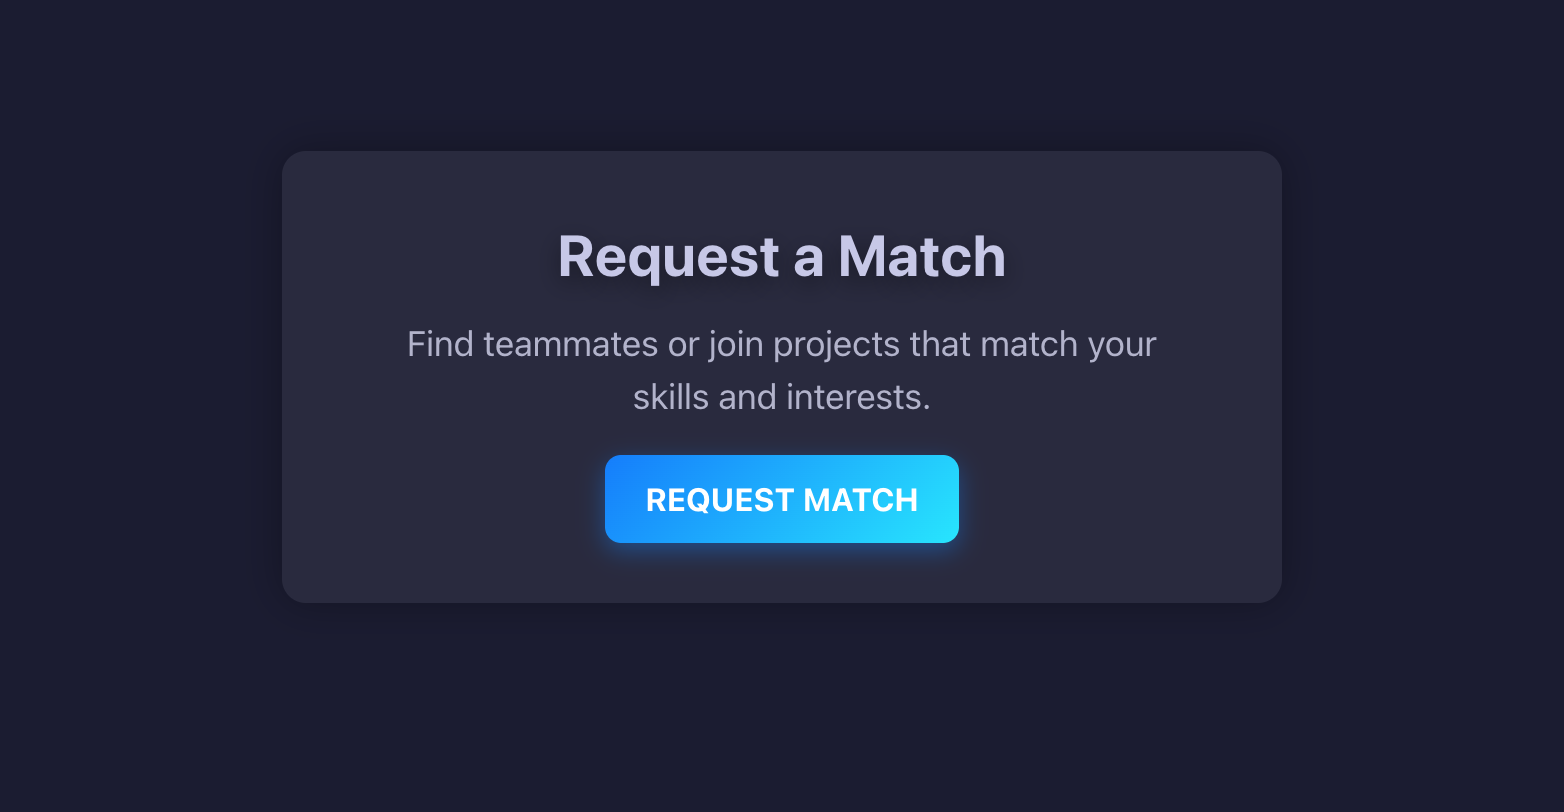 Request a Match
Find teammates or join projects that match your
skills and interests.
REQUEST MATCH